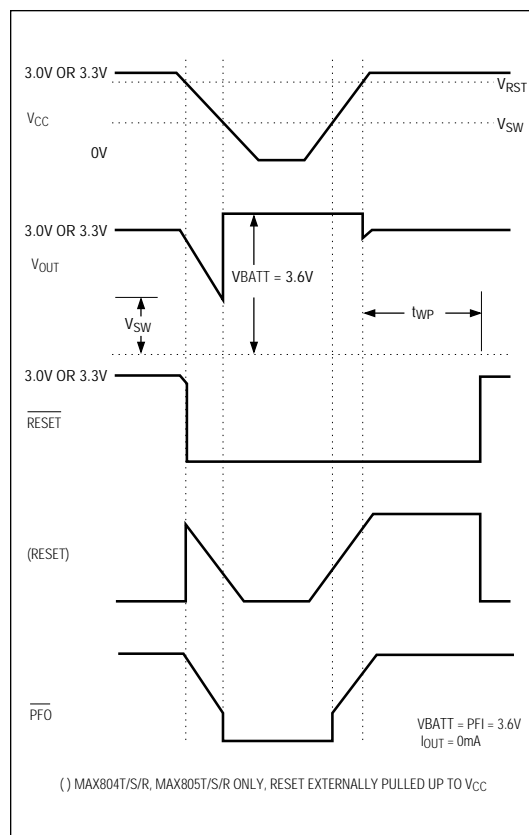 3.0V OR 3.3V
VRST
VCC
VSW
0V
3.0V OR 3.3V
VOUT
VBATT = 3.6V
VSW
tWP
3.0V OR 3.3V
RESET
(RESET)
PFO
VBATT = PFI = 3.6V
IOUT = 0mA
( ) MAX804T/S/R, MAX805T/S/R ONLY, RESET EXTERNALLY PULLED UP TO VCC